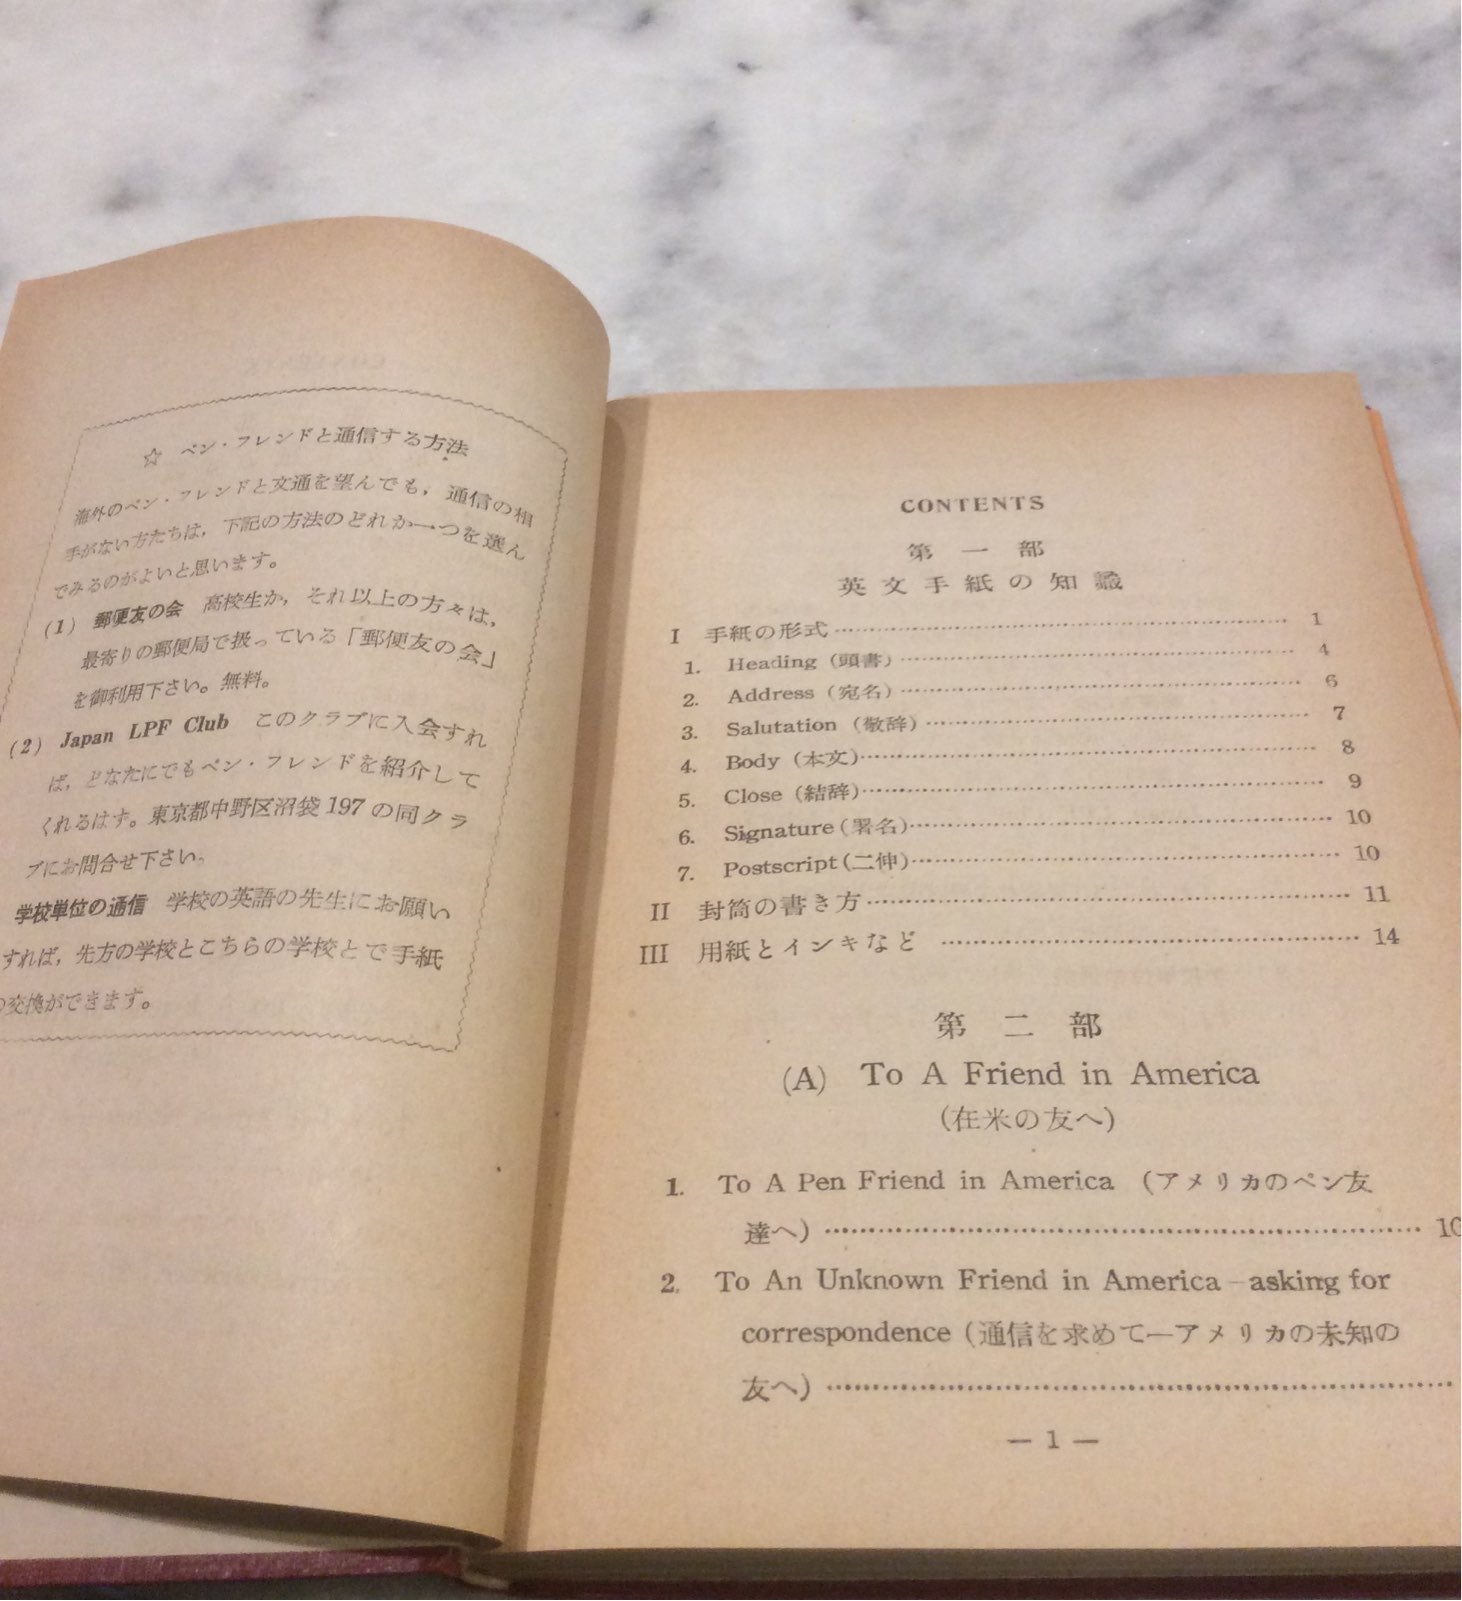 ☆ ペン・フレンドと通信する方法
海外のペン・フレンドと文通を望んでも，通信の相
手がない方たちは，下記の方法のどれか一つを選ん
でみるのがよいと思います。
(1) 郵便友の会 高校生か，それ以上の方々は，
最寄りの郵便局で扱っている「郵便友の会」
を御利用下さい。無料。
(2) Japan LPF Club このクラブに入会すれ
ば，どなたにでもペン・フレンドを紹介して
くれるはず。東京都中野区沼袋 197 の同クラ
ブにお問合せ下さい。
学校単位の通信 学校の英語の先生にお願い
すれば，先方の学校とこちらの学校とで手紙
の交換ができます。
CONTENTS
第一部
英文手紙の知識
I 手紙の形式……………………………………… 1
1. Heading (頭書)……………………………………… 4
2. Address (宛名)……………………………………… 6
3. Salutation (敬辞)……………………………………… 7
4. Body (本文)……………………………………… 8
5. Close (結辞)……………………………………… 9
6. Signature (署名)……………………………………… 10
7. Postscript (二伸)……………………………………… 10
II 封筒の書き方……………………………………… 11
III 用紙とインキなど……………………………………… 14
第二部
(A) To A Friend in America
(在米の友へ)
1. To A Pen Friend in America (アメリカのペン友
達へ)……………………………………… 10
2. To An Unknown Friend in America—asking for
correspondence (通信を求めて—アメリカの未知の
友へ)………………………………………
— 1 —